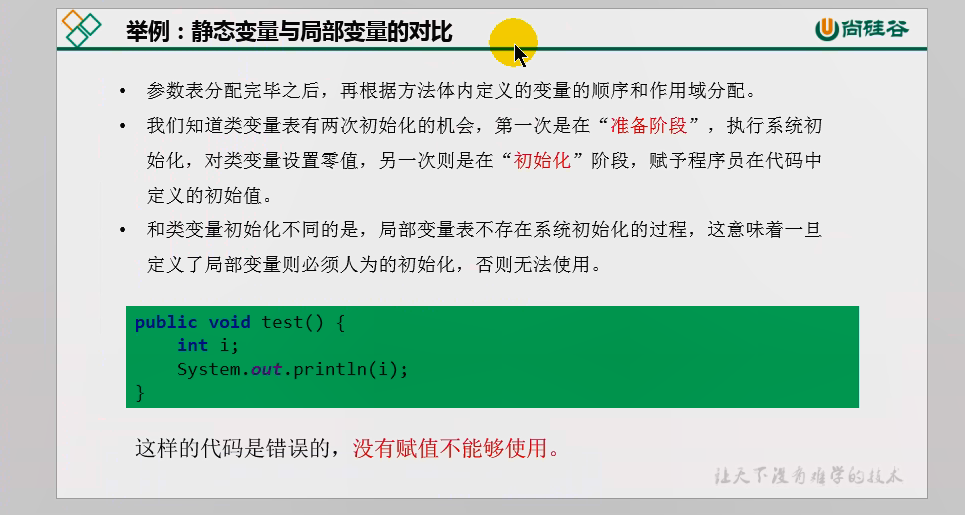 举例：静态变量与局部变量的对比
尚硅谷
• 参数表分配完毕之后，再根据方法体内定义的变量的顺序和作用域分配。
• 我们知道类变量表有两次初始化的机会，第一次是在“准备阶段”，执行系统初
始化，对类变量设置零值，另一次则是在“初始化”阶段，赋予程序员在代码中
定义的初始值。
• 和类变量初始化不同的是，局部变量表不存在系统初始化的过程，这意味着一旦
定义了局部变量则必须人为的初始化，否则无法使用。
public void test() {
    int i;
    System.out.println(i);
}
这样的代码是错误的，没有赋值不能够使用。
让天下没有难学的技术